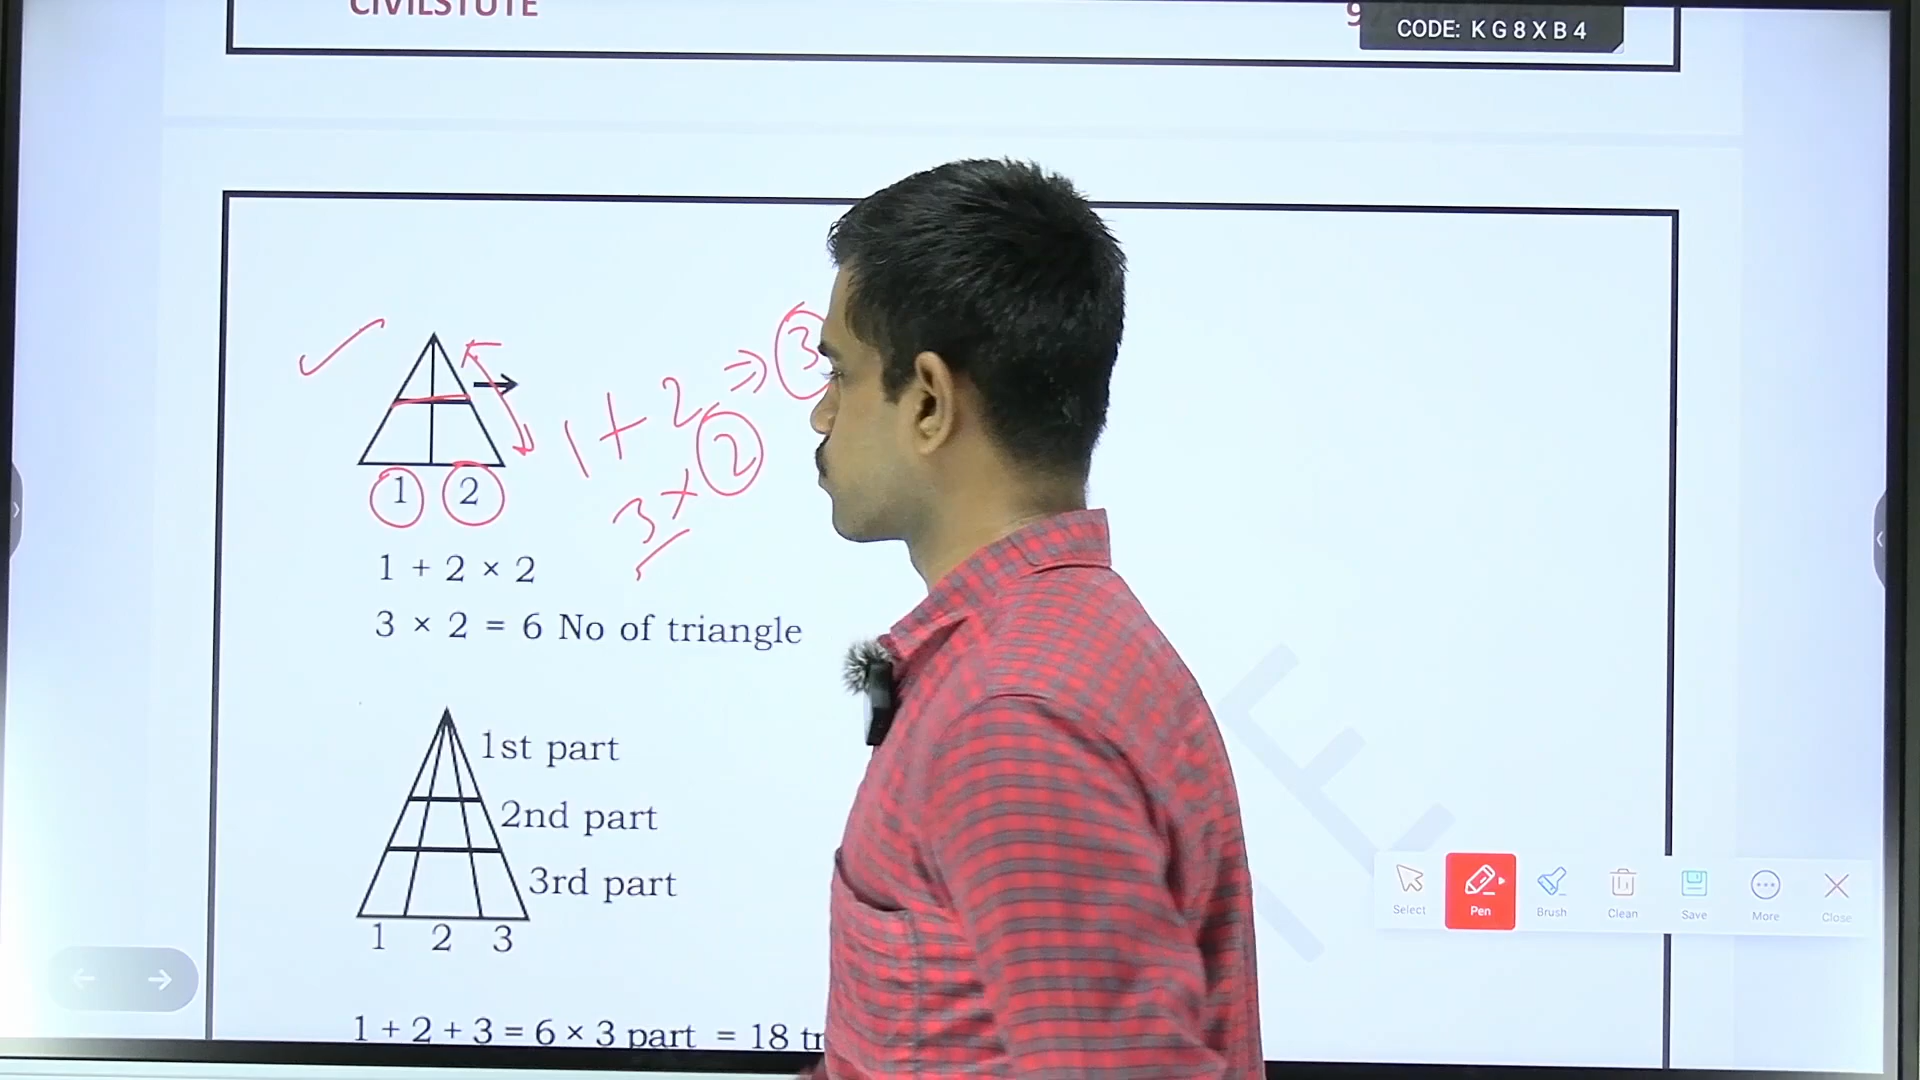 CIVILSTUTE
CODE: K G 8 X B 4
1 + 2 ⇒ 3
3 × 2
1 2
1 + 2 × 2
3 × 2 = 6 No of triangle
1st part
2nd part
3rd part
1 2 3
1 + 2 + 3 = 6 × 3 part = 18
Select Pen Brush Clean Save More Close